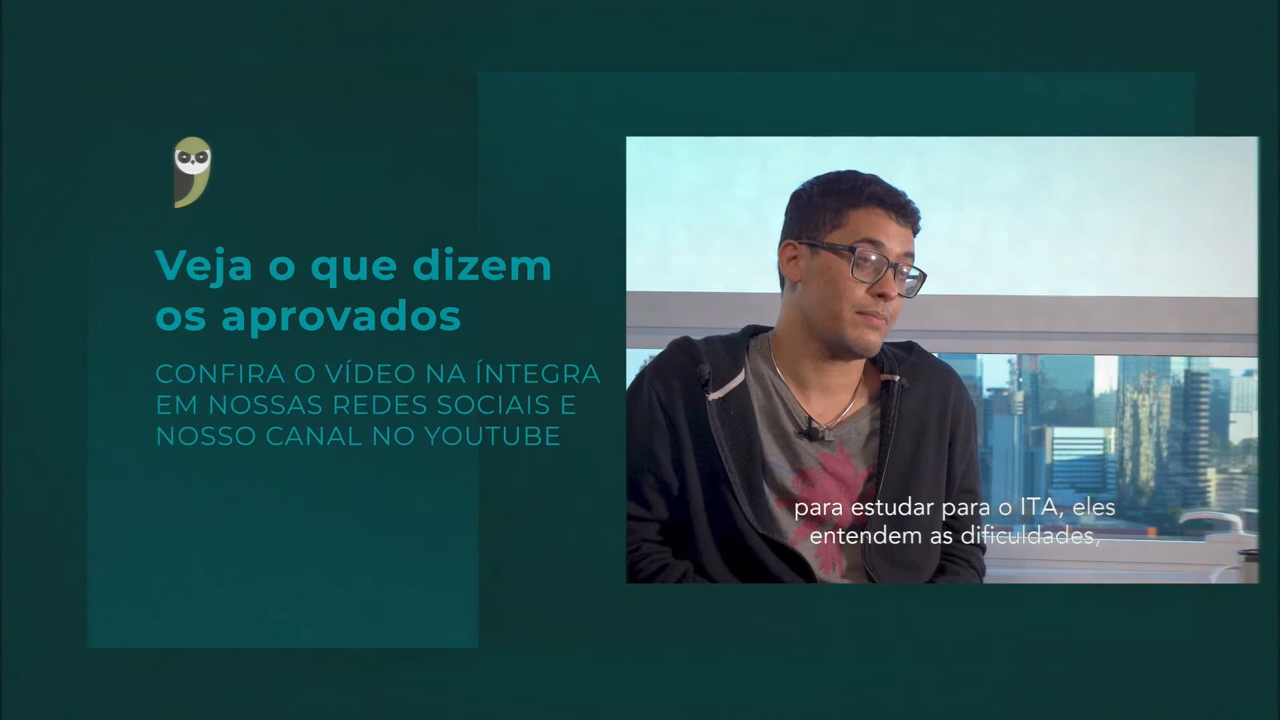 Veja o que dizem
os aprovados
CONFIRA O VÍDEO NA ÍNTEGRA
EM NOSSAS REDES SOCIAIS E
NOSSO CANAL NO YOUTUBE
para estudar para o ITA, eles
entendem as dificuldades,